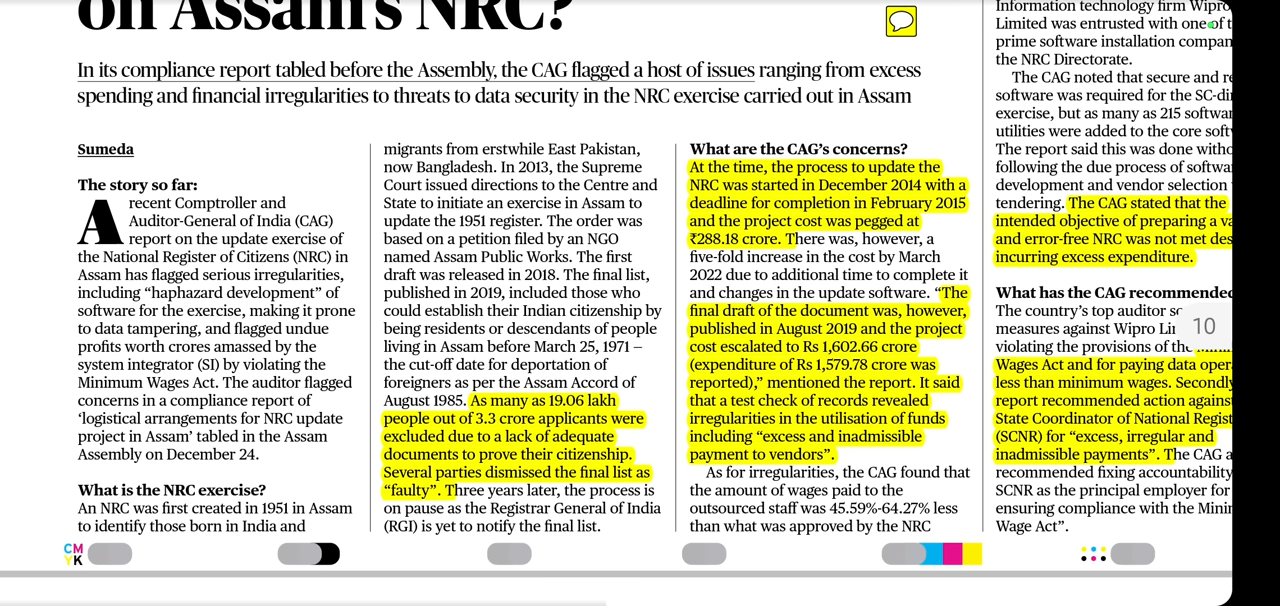 on Assam's NRC?
In its compliance report tabled before the Assembly, the CAG flagged a host of issues ranging from excess
spending and financial irregularities to threats to data security in the NRC exercise carried out in Assam
Sumeda
The story so far:
A recent Comptroller and
Auditor-General of India (CAG)
report on the update exercise of
the National Register of Citizens (NRC) in
Assam has flagged serious irregularities,
including “haphazard development” of
software for the exercise, making it prone
to data tampering, and flagged undue
profits worth crores amassed by the
system integrator (SI) by violating the
Minimum Wages Act. The auditor flagged
concerns in a compliance report of
‘logistical arrangements for NRC update
project in Assam’ tabled in the Assam
Assembly on December 24.
What is the NRC exercise?
An NRC was first created in 1951 in Assam
to identify those born in India and
migrants from erstwhile East Pakistan,
now Bangladesh. In 2013, the Supreme
Court issued directions to the Centre and
State to initiate an exercise in Assam to
update the 1951 register. The order was
based on a petition filed by an NGO
named Assam Public Works. The first
draft was released in 2018. The final list,
published in 2019, included those who
could establish their Indian citizenship by
being residents or descendants of people
living in Assam before March 25, 1971 –
the cut-off date for deportation of
foreigners as per the Assam Accord of
August 1985. As many as 19.06 lakh
people out of 3.3 crore applicants were
excluded due to a lack of adequate
documents to prove their citizenship.
Several parties dismissed the final list as
“faulty”. Three years later, the process is
on pause as the Registrar General of India
(RGI) is yet to notify the final list.
What are the CAG’s concerns?
At the time, the process to update the
NRC was started in December 2014 with a
deadline for completion in February 2015
and the project cost was pegged at
₹288.18 crore. There was, however, a
five-fold increase in the cost by March
2022 due to additional time to complete it
and changes in the update software. “The
final draft of the document was, however,
published in August 2019 and the project
cost escalated to Rs 1,602.66 crore
(expenditure of Rs 1,579.78 crore was
reported),” mentioned the report. It said
that a test check of records revealed
irregularities in the utilisation of funds
including “excess and inadmissible
payment to vendors”.
As for irregularities, the CAG found that
the amount of wages paid to the
outsourced staff was 45.59%-64.27% less
than what was approved by the NRC
Information technology firm Wipro
Limited was entrusted with one of t
prime software installation compan
the NRC Directorate.
The CAG noted that secure and re
software was required for the SC-di
exercise, but as many as 215 softwar
utilities were added to the core soft
The report said this was done witho
following the due process of softwa
development and vendor selection
tendering. The CAG stated that the
intended objective of preparing a va
and error-free NRC was not met des
incurring excess expenditure.
What has the CAG recommended
The country’s top auditor so
measures against Wipro Lir
violating the provisions of the
Wages Act and for paying data oper
less than minimum wages. Secondly
report recommended action against
State Coordinator of National Regist
(SCNR) for “excess, irregular and
inadmissible payments”. The CAG a
recommended fixing accountability
SCNR as the principal employer for
ensuring compliance with the Minir
Wage Act”.
10
CM
YK